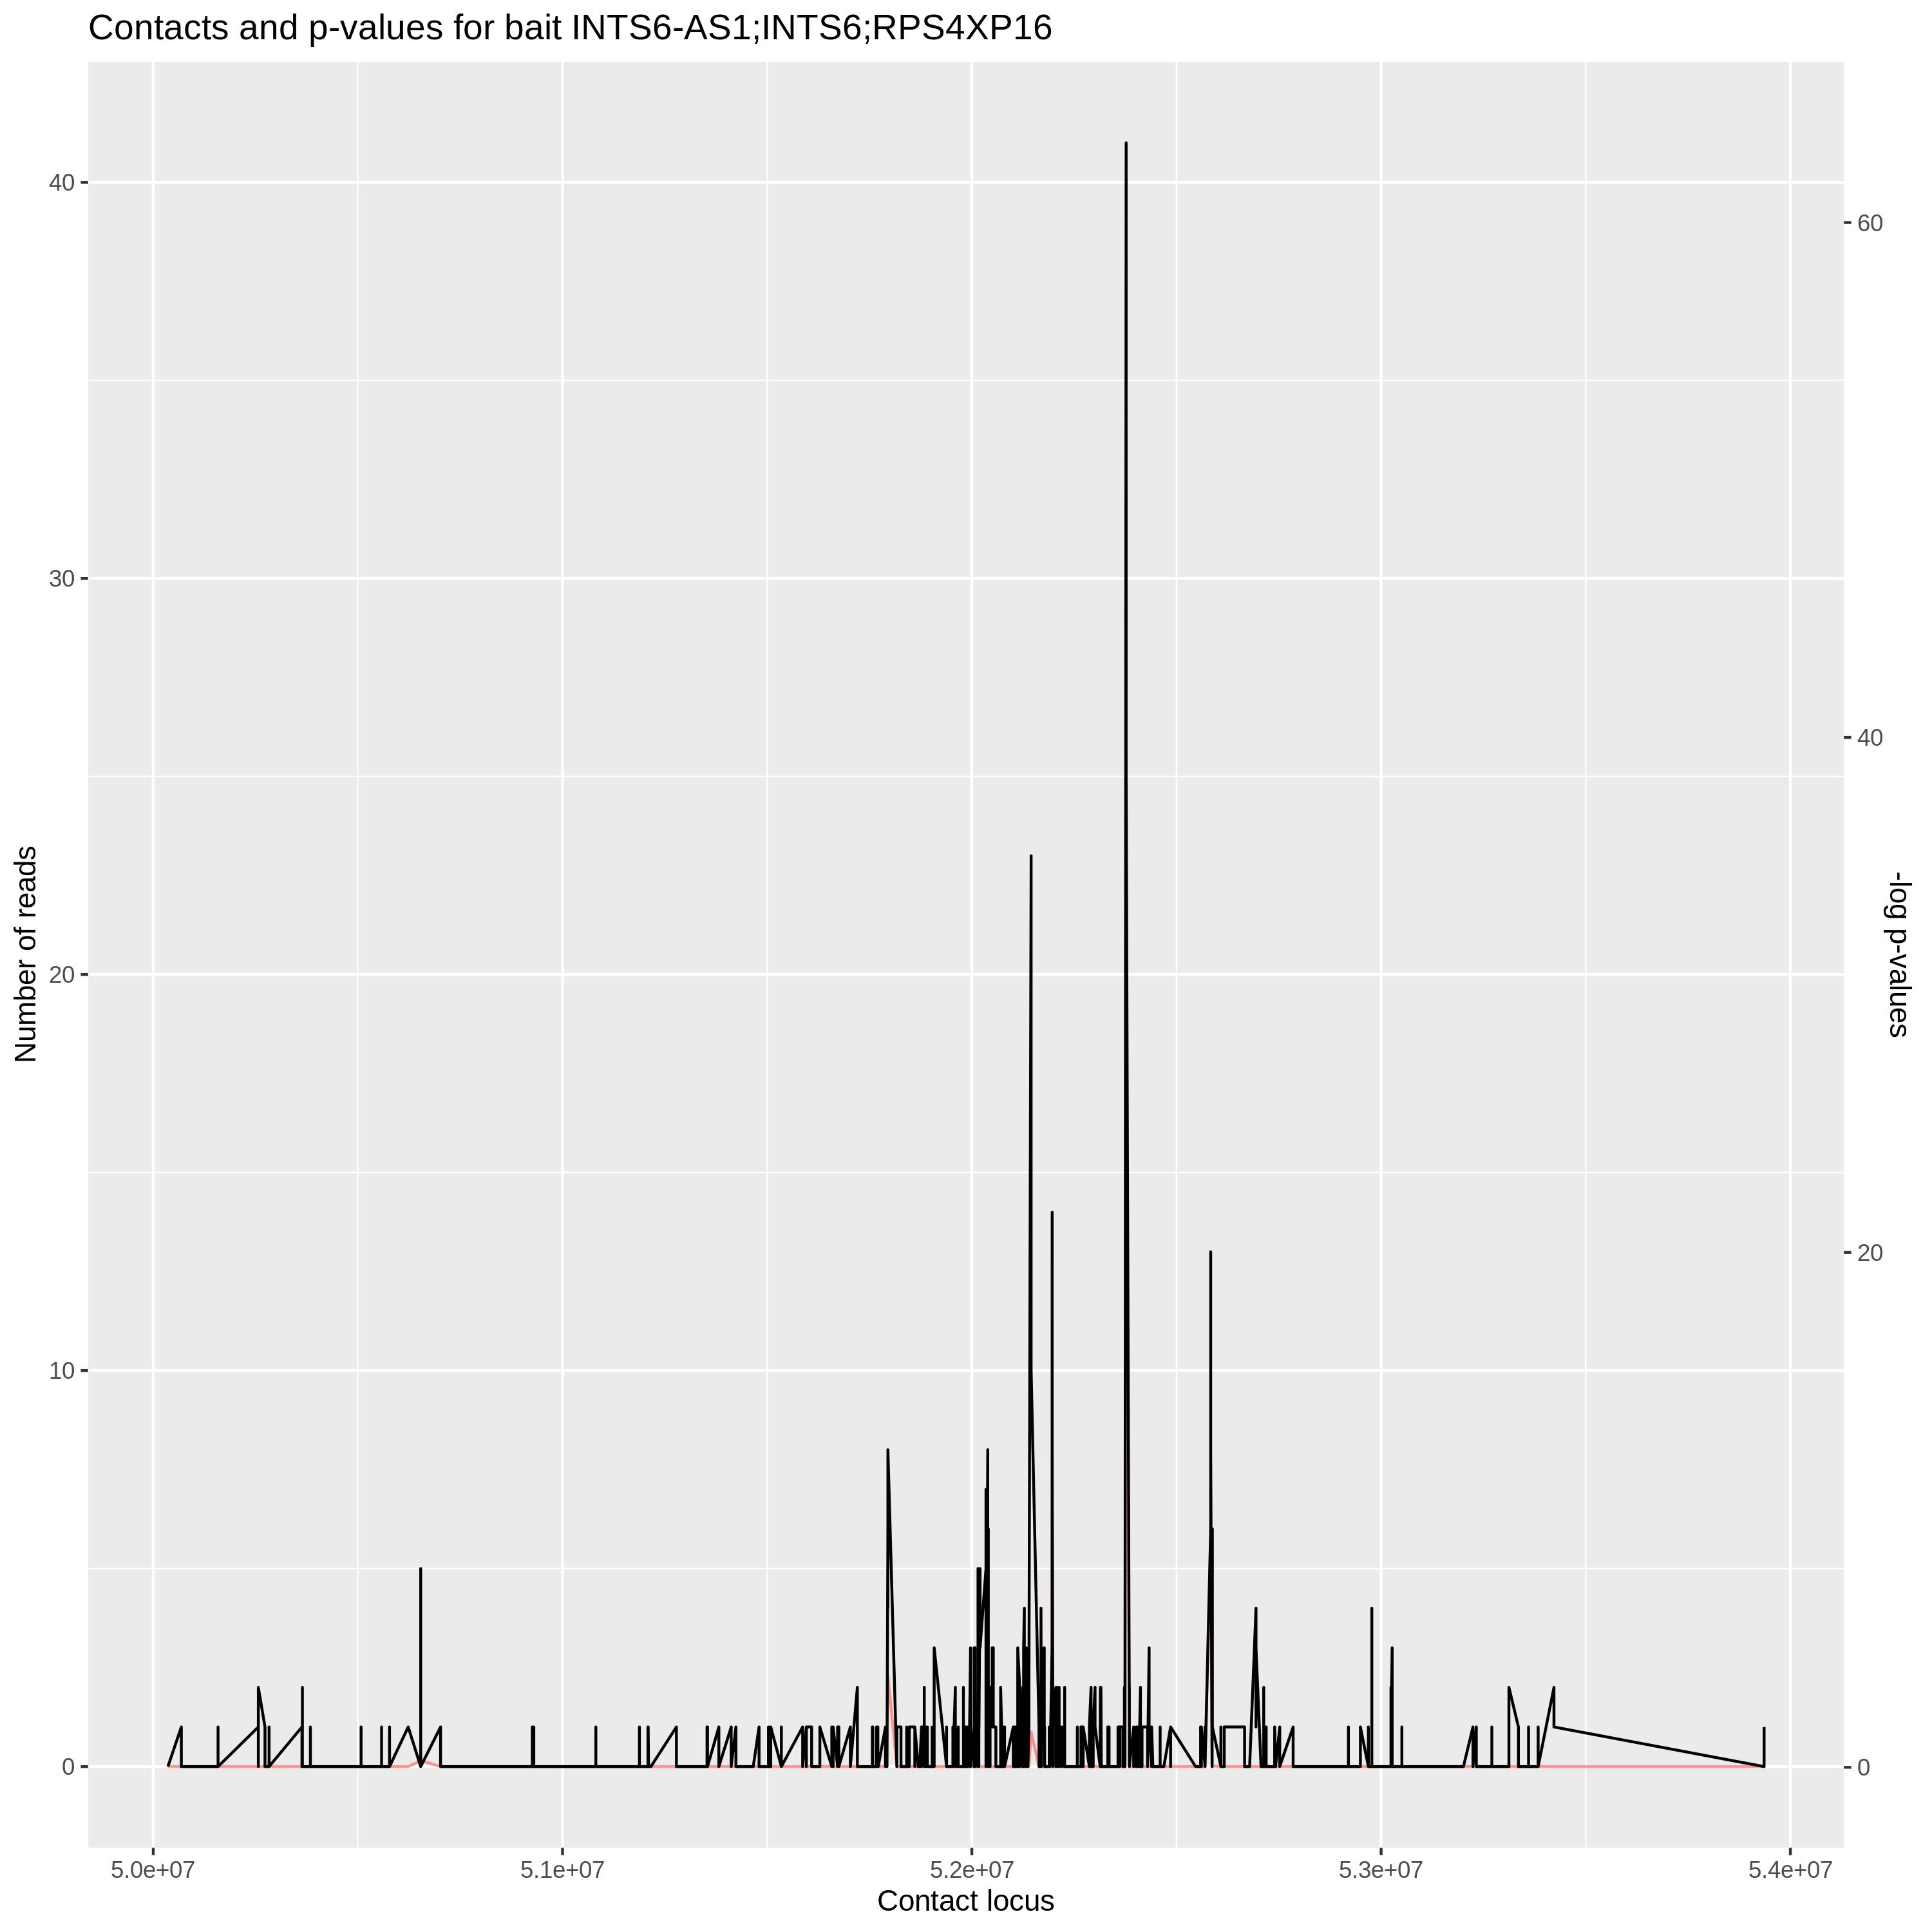 Contacts and p-values for bait INTS6-AS1;INTS6;RPS4XP16
40
30
20
10
0
Number of reads
60
40
20
0
-log p-values
5.0e+07
5.1e+07
5.2e+07
5.3e+07
5.4e+07
Contact locus